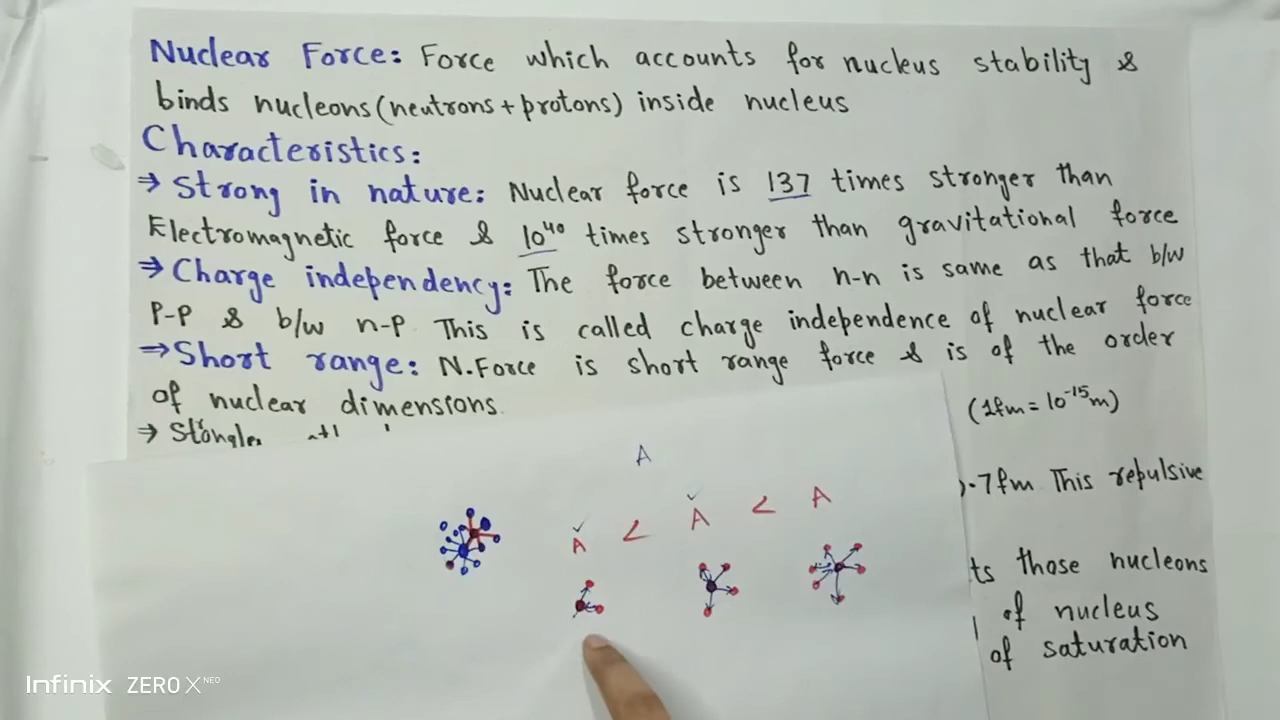 Nuclear Force: Force which accounts for nucleus stability &
binds nucleons (neutrons + protons) inside nucleus
Characteristics:
⇒ Strong in nature: Nuclear force is 137 times stronger than
Electromagnetic force & 10⁴⁰ times stronger than gravitational force
⇒ Charge independency: The force between n-n is same as that b/w
P-P & b/w n-p This is called charge independence of nuclear force
⇒ Short range: N.Force is short range force & is of the order
of nuclear dimensions.
(1fm = 10⁻¹⁵m)
⇒
.7fm This repulsive
those nucleons
of nucleus
of saturation
A
A < A < A
Infinix ZERO X NEO